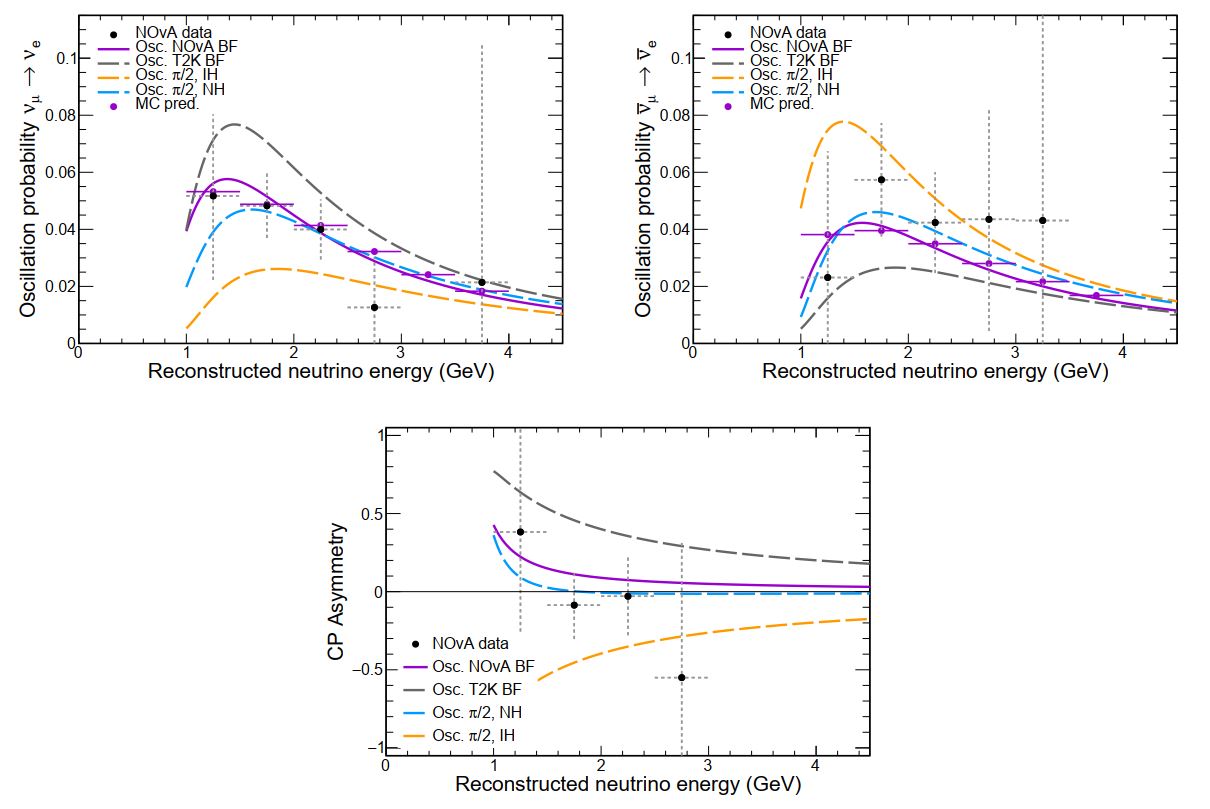 Oscillation probability ν_μ → ν_e
NOvA data
Osc. NOvA BF
Osc. T2K BF
Osc. π/2, IH
Osc. π/2, NH
MC pred.
0.1
0.08
0.06
0.04
0.02
0
0 1 2 3 4
Reconstructed neutrino energy (GeV)
Oscillation probability ν̅_μ → ν̅_e
NOvA data
Osc. NOvA BF
Osc. T2K BF
Osc. π/2, IH
Osc. π/2, NH
MC pred.
0.1
0.08
0.06
0.04
0.02
0
0 1 2 3 4
Reconstructed neutrino energy (GeV)
CP Asymmetry
1
0.5
0
−0.5
−1
NOvA data
Osc. NOvA BF
Osc. T2K BF
Osc. π/2, NH
Osc. π/2, IH
0 1 2 3 4
Reconstructed neutrino energy (GeV)